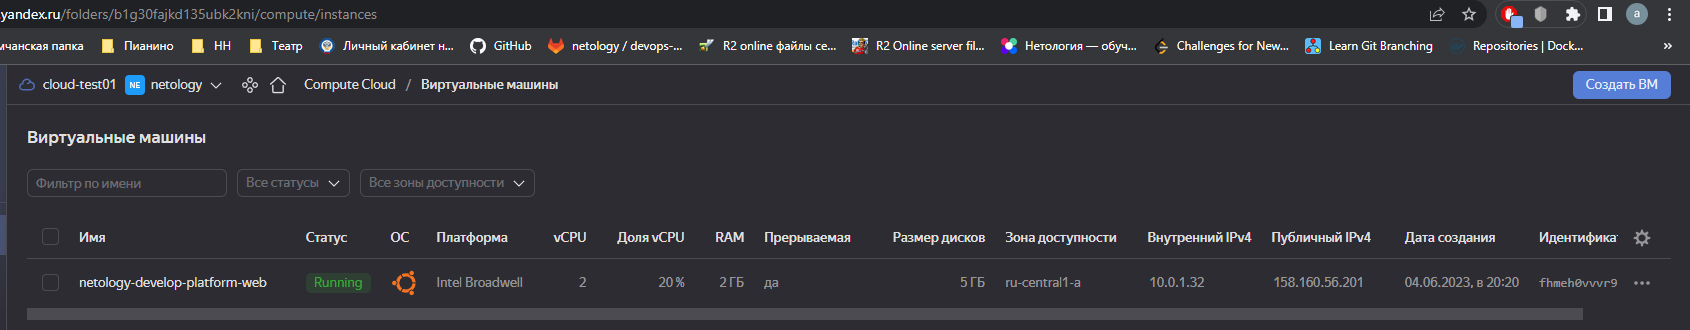 .yandex.ru/folders/b1g30fajkd135ubk2kni/compute/instances
мчанская папка Пианино НН Театр Личный кабинет н... GitHub netology / devops-... R2 online файлы се... R2 Online server fil... Нетология — обуч... Challenges for New... Learn Git Branching Repositories | Dock... »
cloud-test01 NE netology Compute Cloud / Виртуальные машины Создать ВМ
Виртуальные машины
Фильтр по имени Все статусы Все зоны доступности
Имя Статус ОС Платформа vCPU Доля vCPU RAM Прерываемая Размер дисков Зона доступности Внутренний IPv4 Публичный IPv4 Дата создания Идентифика
netology-develop-platform-web Running Intel Broadwell 2 20 % 2 ГБ да 5 ГБ ru-central1-a 10.0.1.32 158.160.56.201 04.06.2023, в 20:20 fhmeh0vvvr9